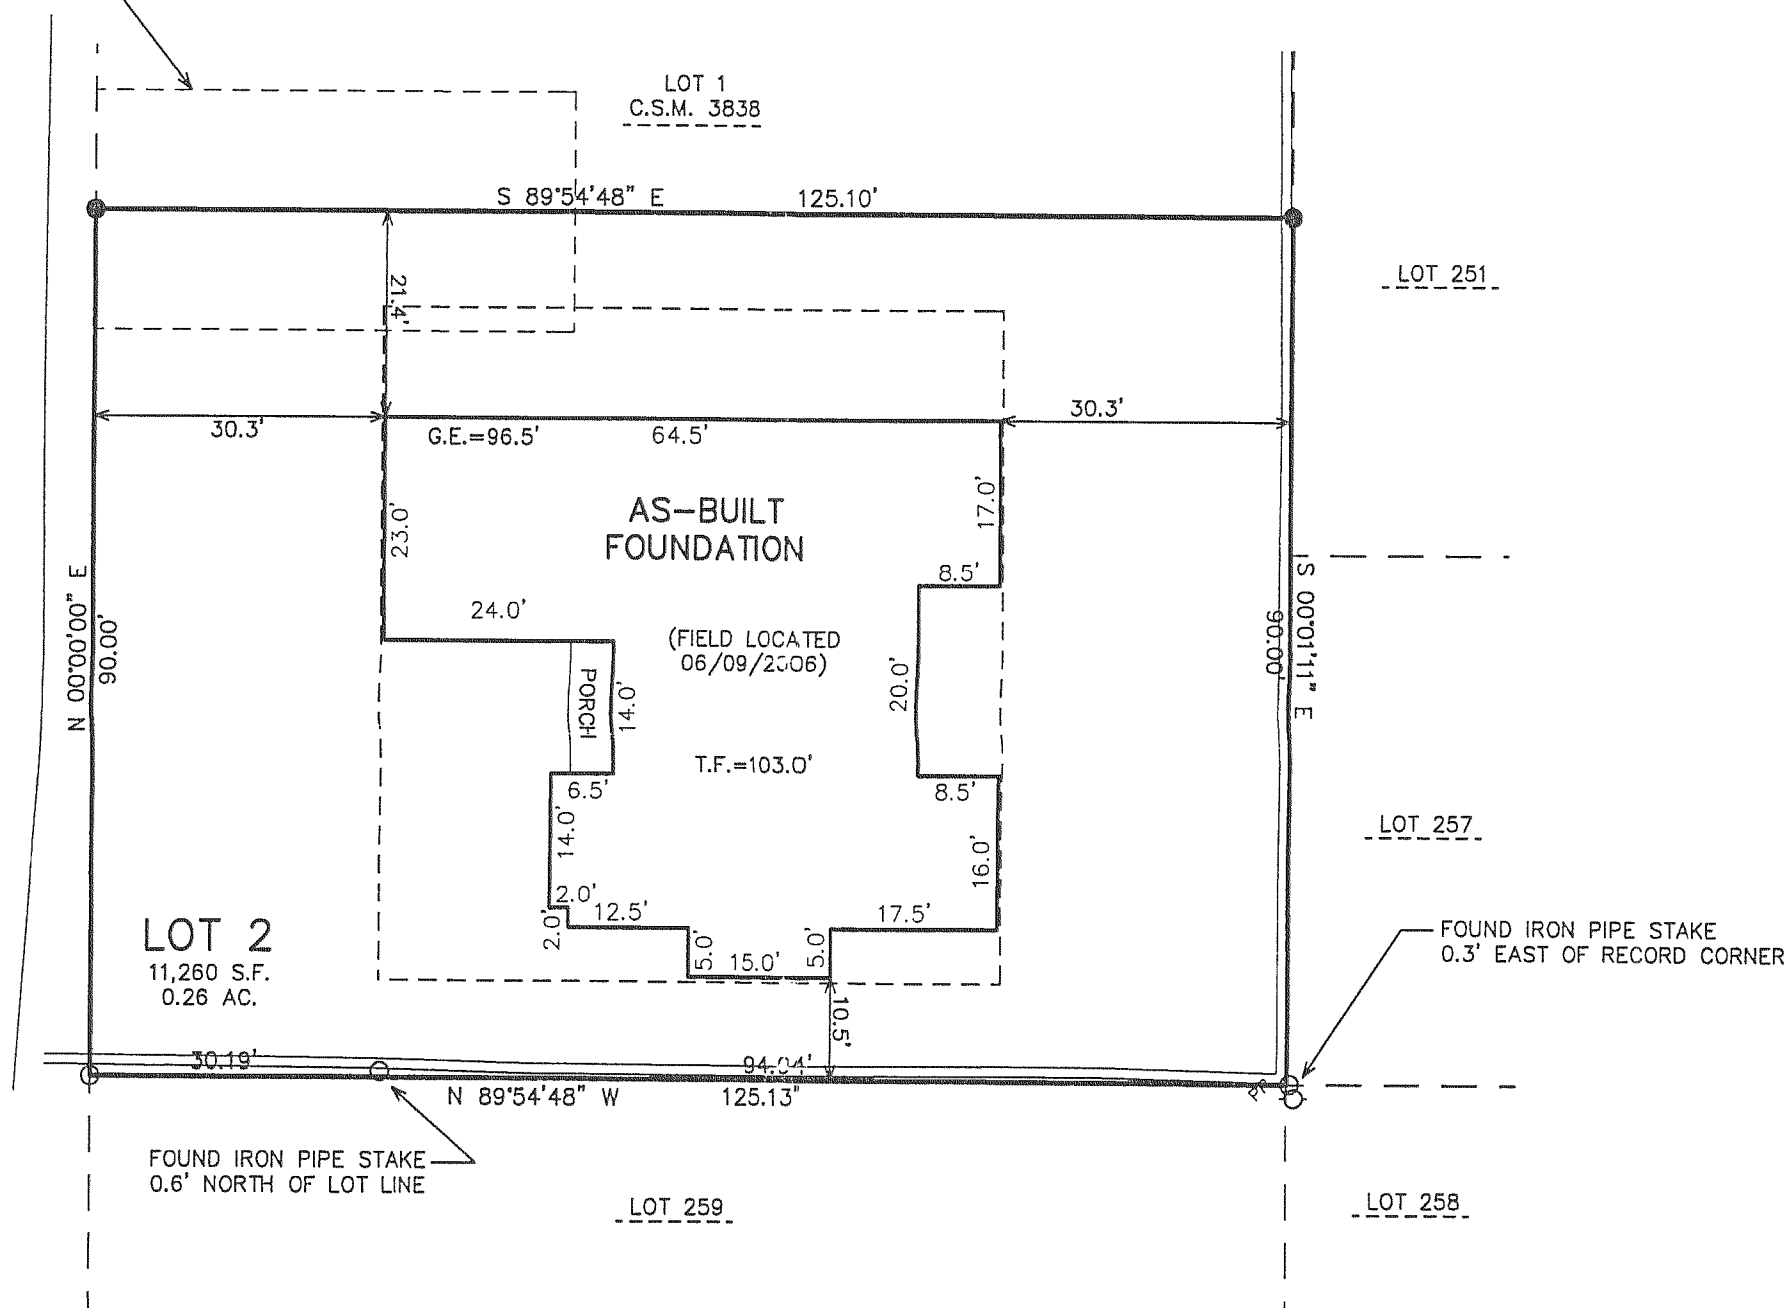 LOT 1
C.S.M. 3838
S 89°54'48" E 125.10'
LOT 251
21.4'
30.3'
G.E.=96.5'
64.5'
30.3'
AS-BUILT
FOUNDATION
23.0'
17.0'
8.5'
24.0'
(FIELD LOCATED
06/09/2006)
N 00°00'00" E
90.00'
S 00°01'11" E
90.00'
PORCH
14.0'
20.0'
T.F.=103.0'
6.5'
8.5'
14.0'
16.0'
LOT 257
2.0'
2.0'
12.5'
17.5'
5.0'
15.0'
5.0'
LOT 2
11,260 S.F.
0.26 AC.
FOUND IRON PIPE STAKE
0.3' EAST OF RECORD CORNER
10.5'
30.19'
94.04'
N 89°54'48" W 125.13"
FOUND IRON PIPE STAKE
0.6' NORTH OF LOT LINE
LOT 259
LOT 258